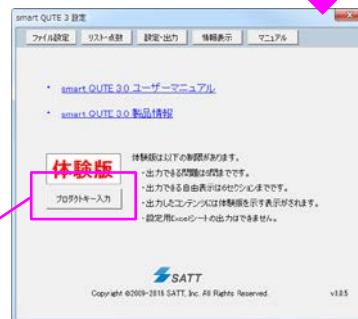 smart QUTE 3 設定
ファイル設定 リスト・点数 設定・出力 情報表示 マニュアル
・ smart QUTE 3.0 ユーザーマニュアル
・ smart QUTE 3.0 製品情報
体験版
プロダクトキー入力
体験版は以下の制限があります。
・出力できる問題は5問までです。
・出力できる自由表示は6セクションまでです。
・出力したコンテンツには体験版を示す表示がされます。
・設定用Excelシートの出力はできません。
SATT
Copyright ©2009-2016 SATT, Inc. All Rights Reserved.
v3.0.5